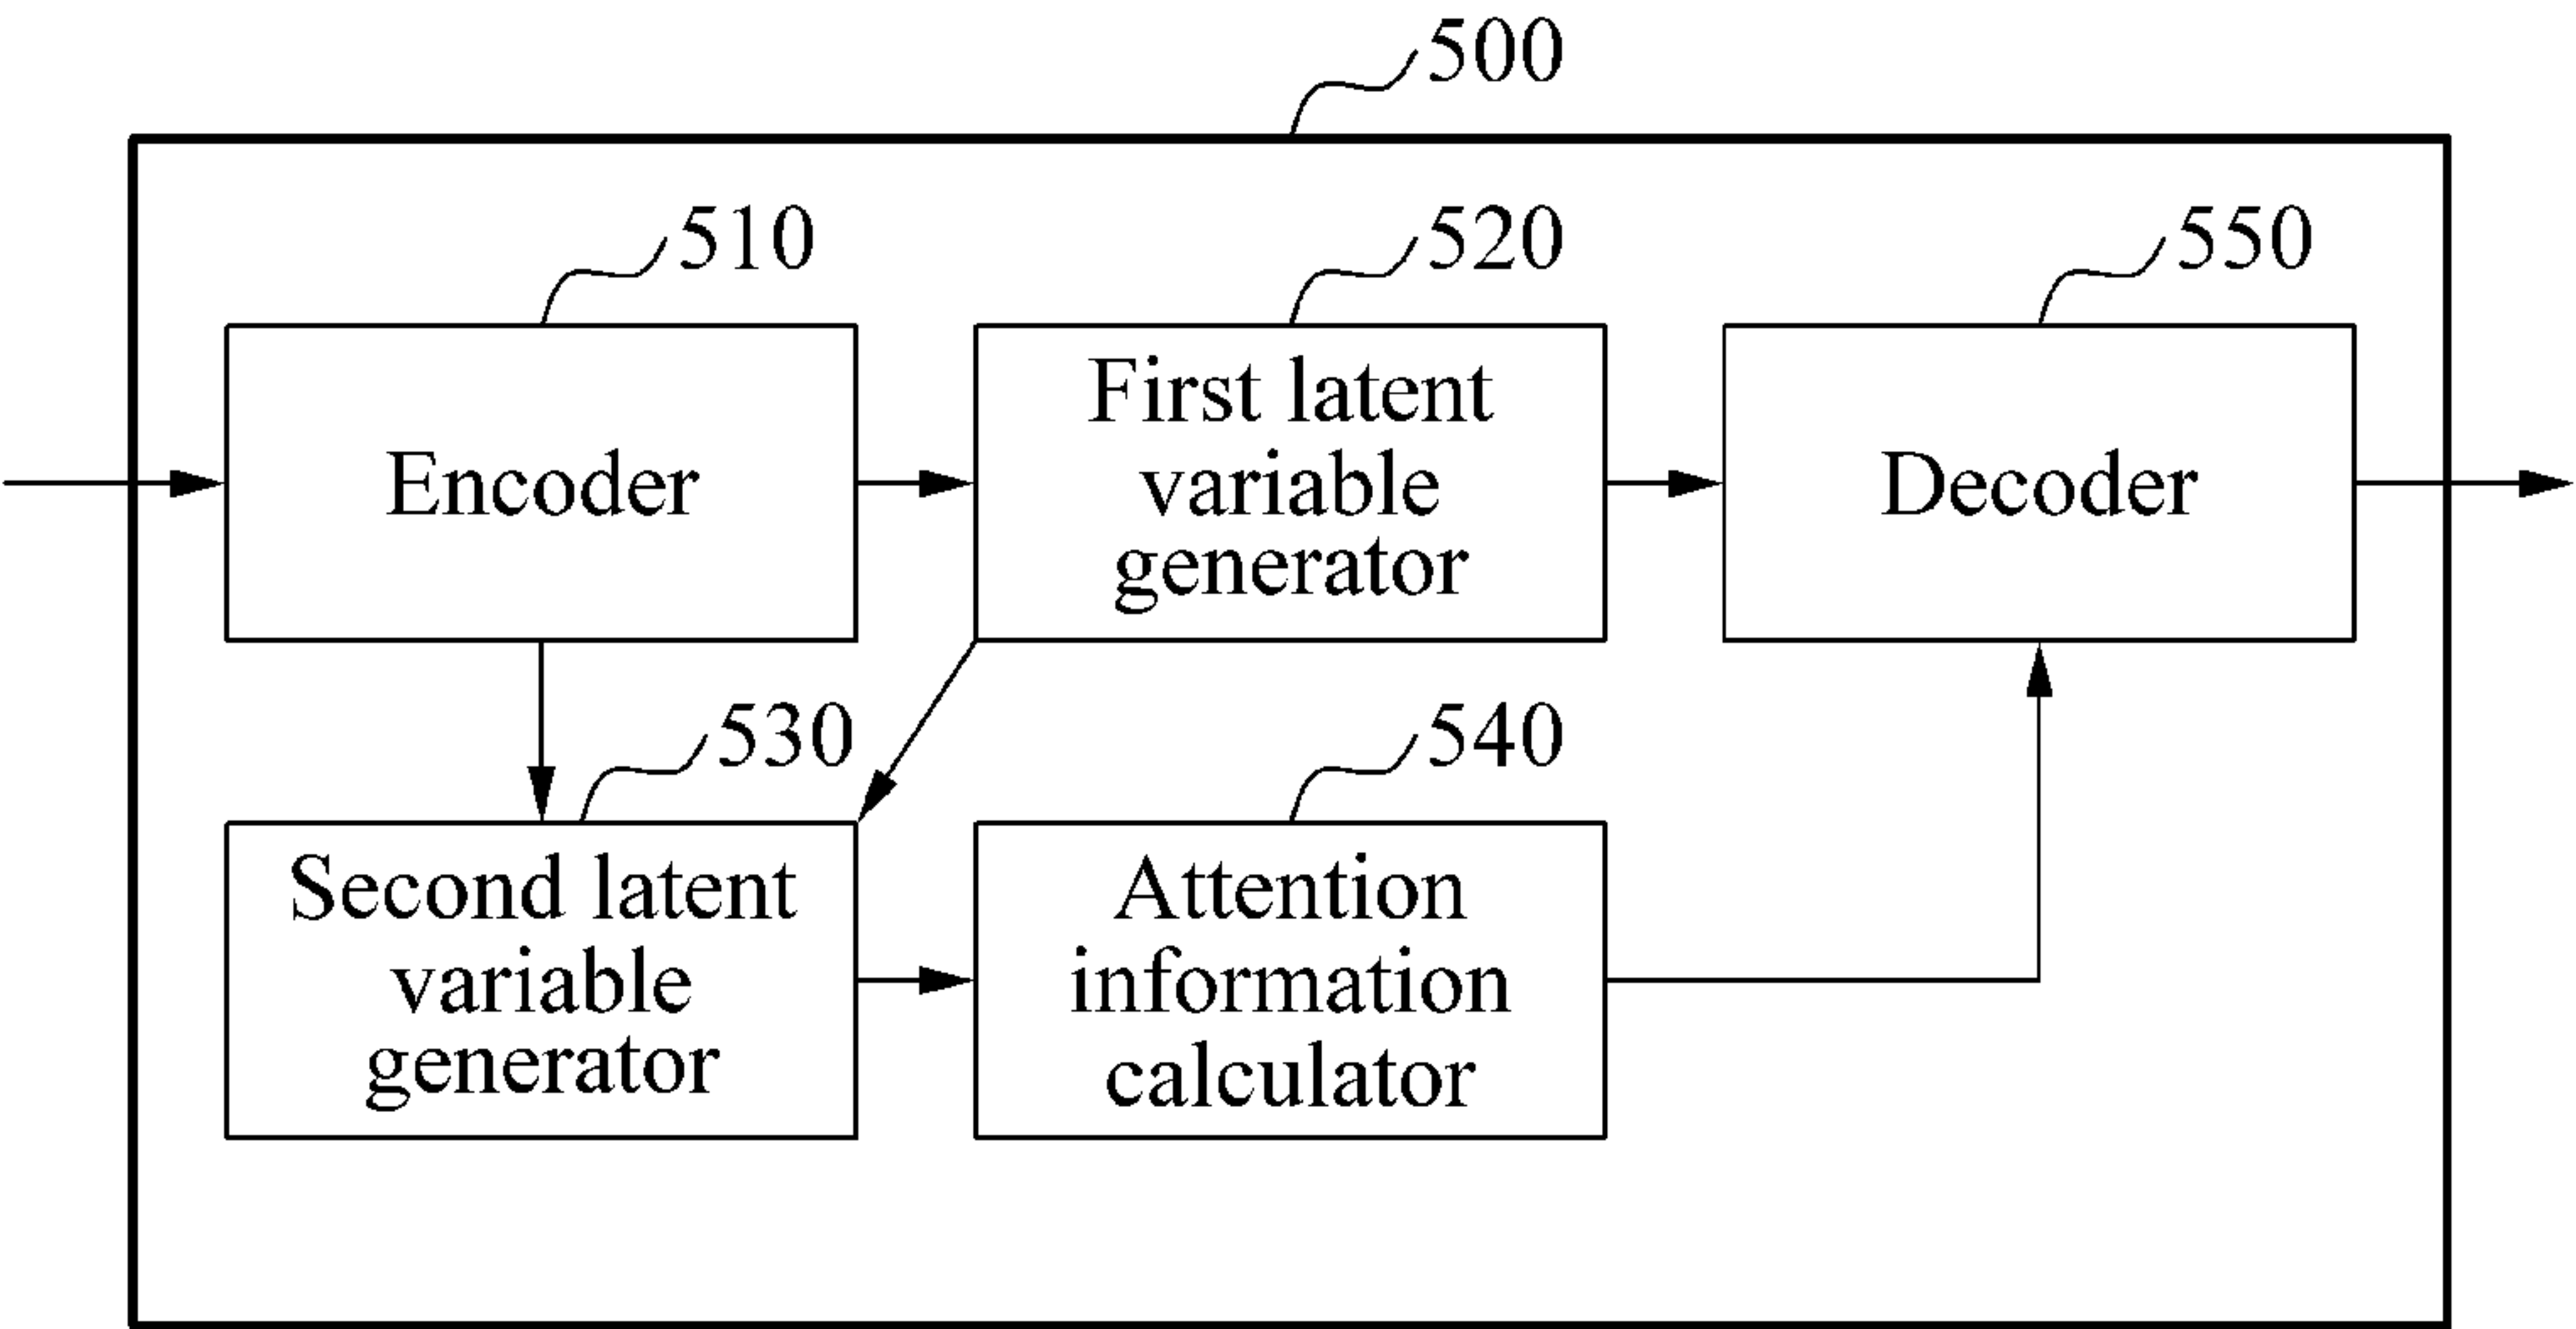 500
510
520
550
Encoder
First latent
variable
generator
Decoder
530
540
Second latent
variable
generator
Attention
information
calculator